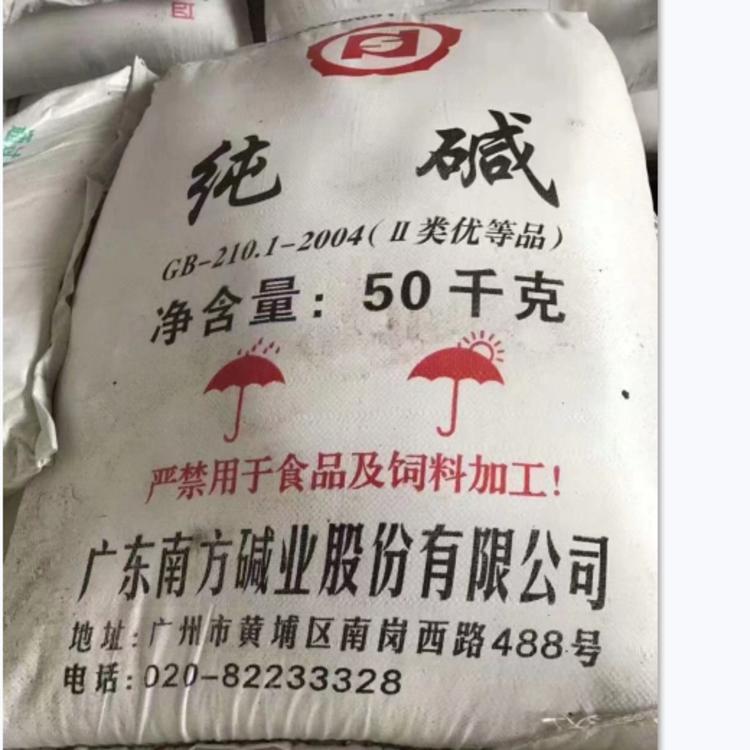 纯 碱
GB-210.1-2004(Ⅱ类优等品)
净含量: 50千克
严禁用于食品及饲料加工!
广东南方碱业股份有限公司
地址:广州市黄埔区南岗西路488号
电话:020-82233328